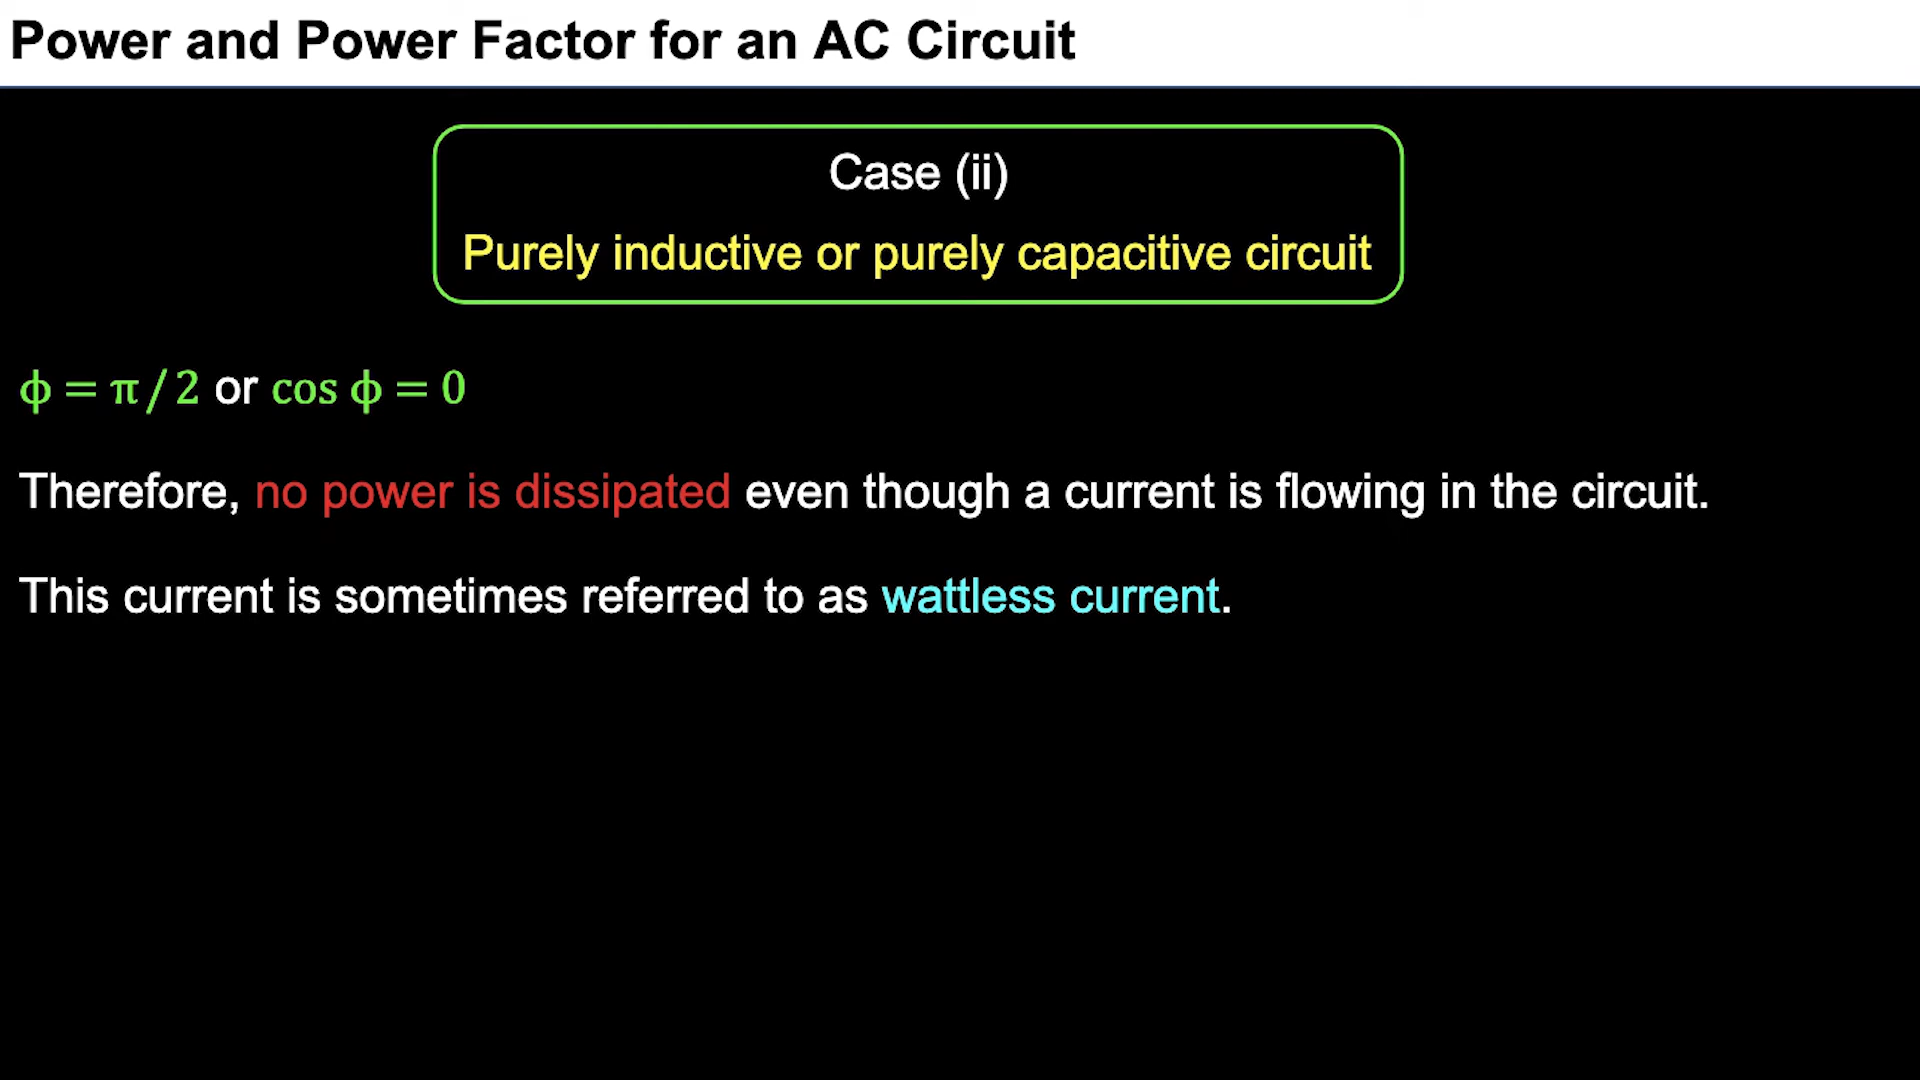 Power and Power Factor for an AC Circuit
Case (ii)
Purely inductive or purely capacitive circuit
ϕ = π/2 or cos ϕ = 0
Therefore, no power is dissipated even though a current is flowing in the circuit.
This current is sometimes referred to as wattless current.